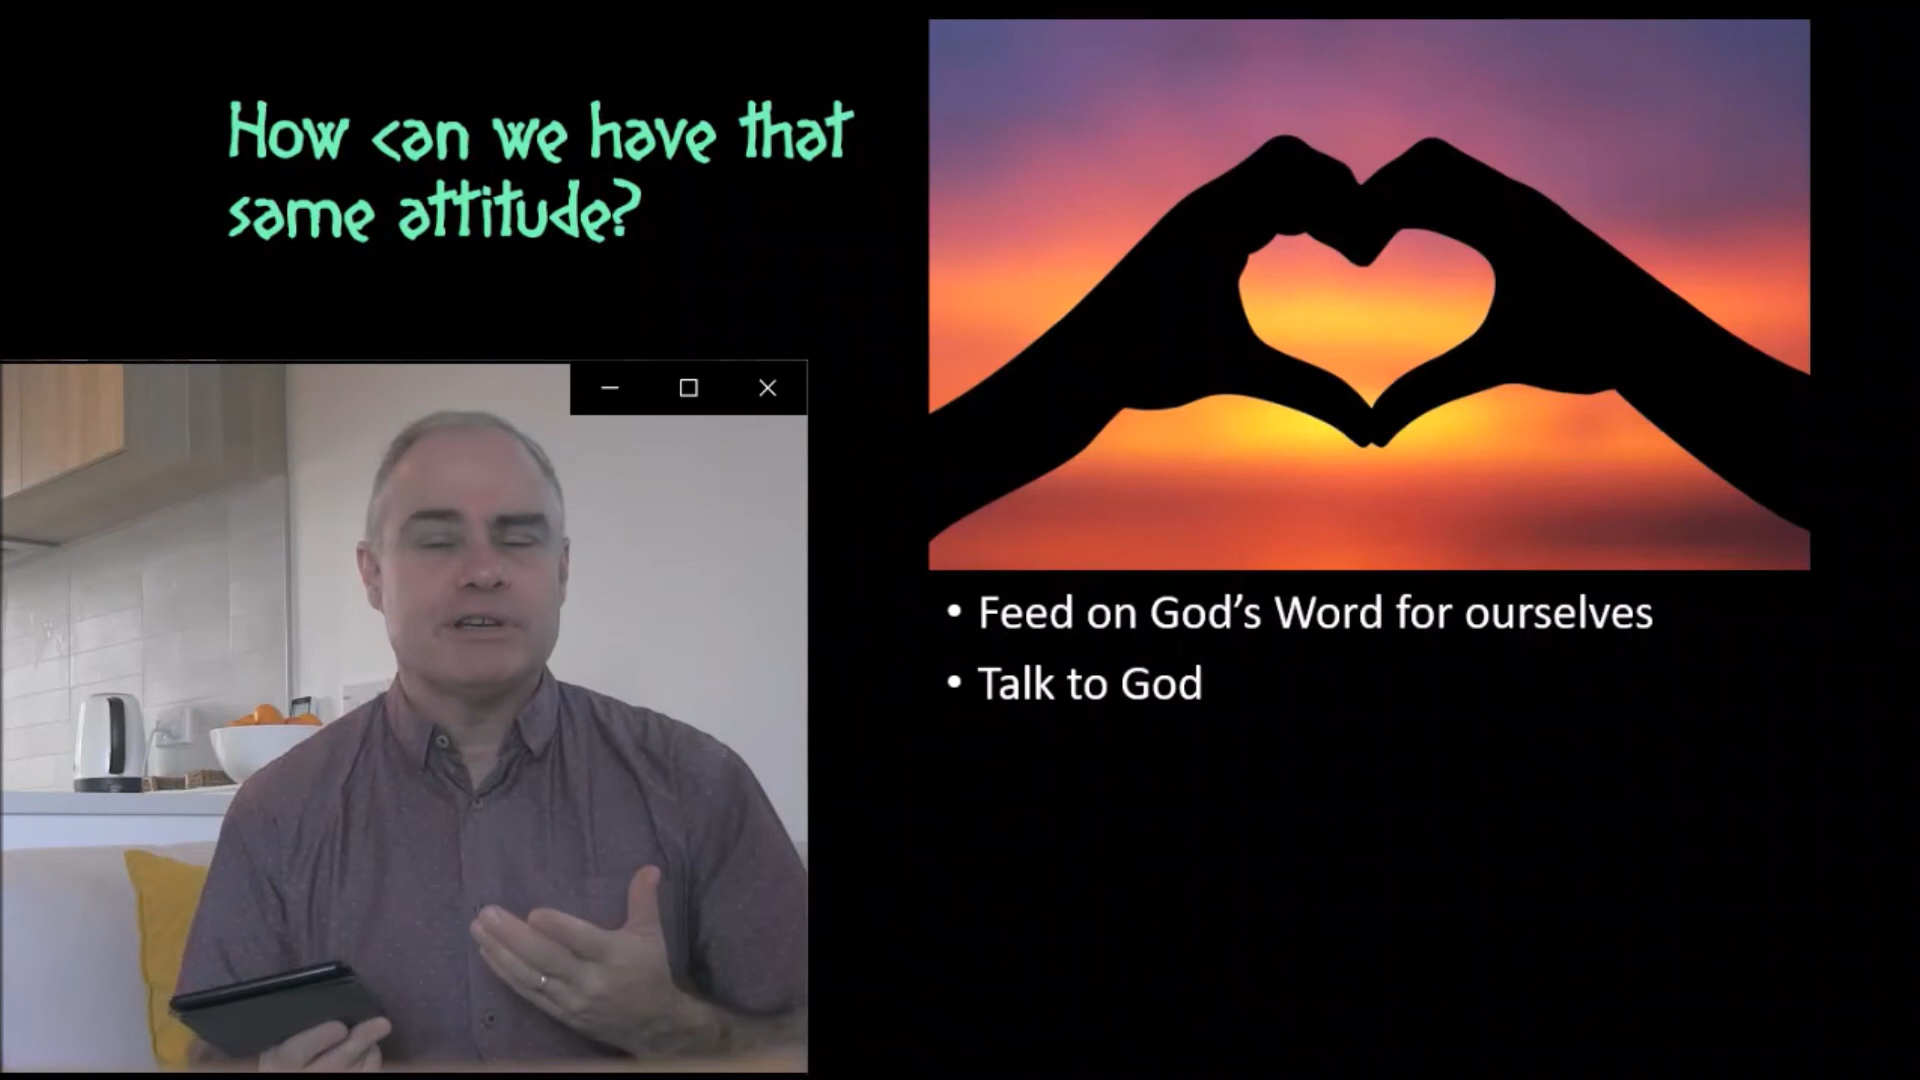 How can we have that
same attitude?
• Feed on God's Word for ourselves
• Talk to God